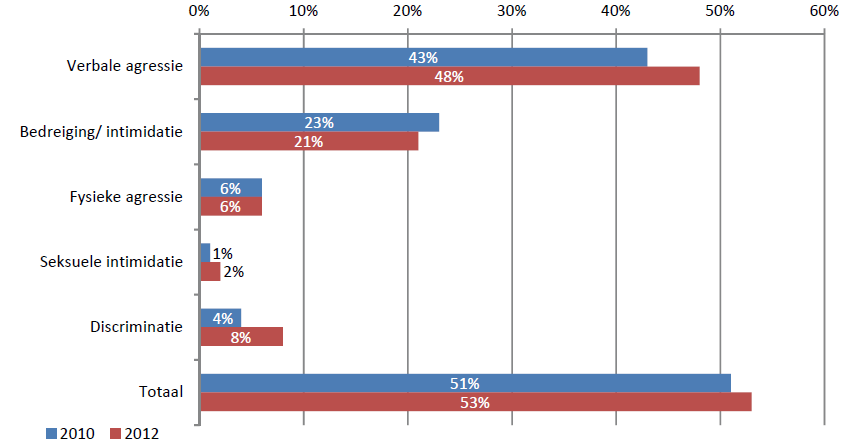 0% 10% 20% 30% 40% 50% 60%
Verbale agressie
43%
48%
Bedreiging/ intimidatie
23%
21%
Fysieke agressie
6%
6%
Seksuele intimidatie
1%
2%
Discriminatie
4%
8%
Totaal
51%
53%
2010 2012